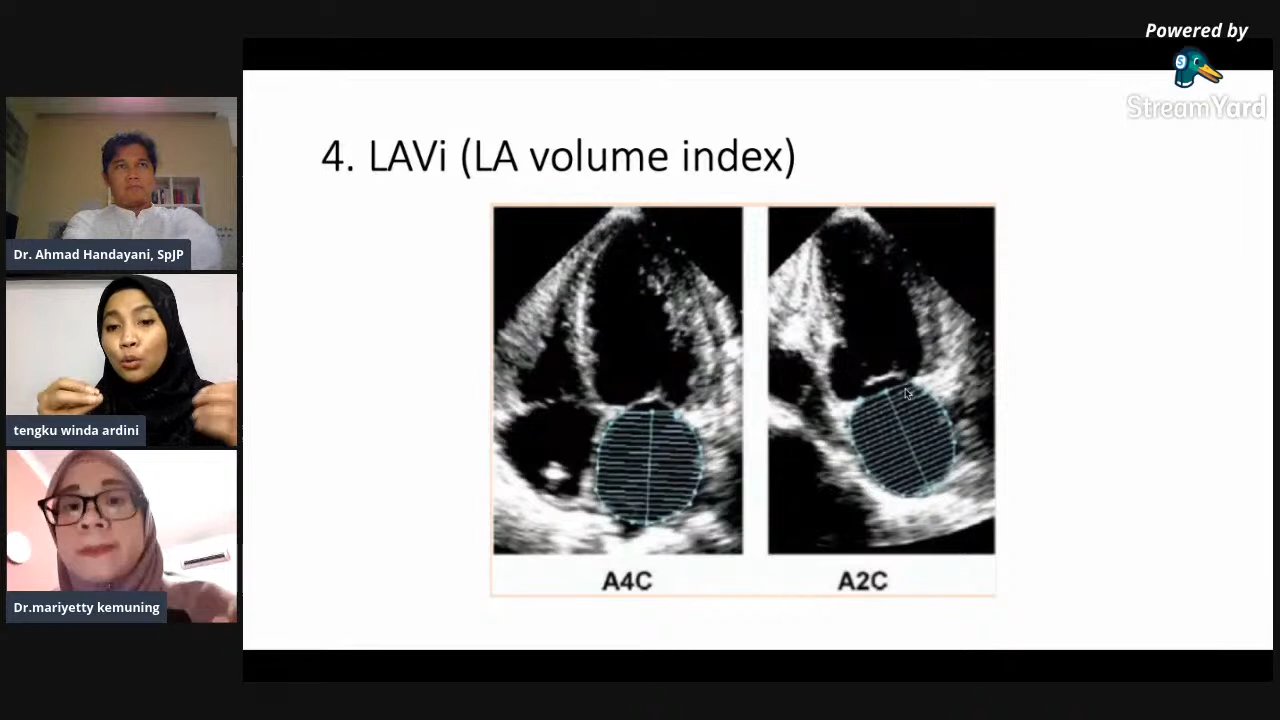 Powered by
StreamYard
4. LAVi (LA volume index)
A4C
A2C
Dr. Ahmad Handayani, SpJP
tengku winda ardini
Dr.mariyetty kemuning